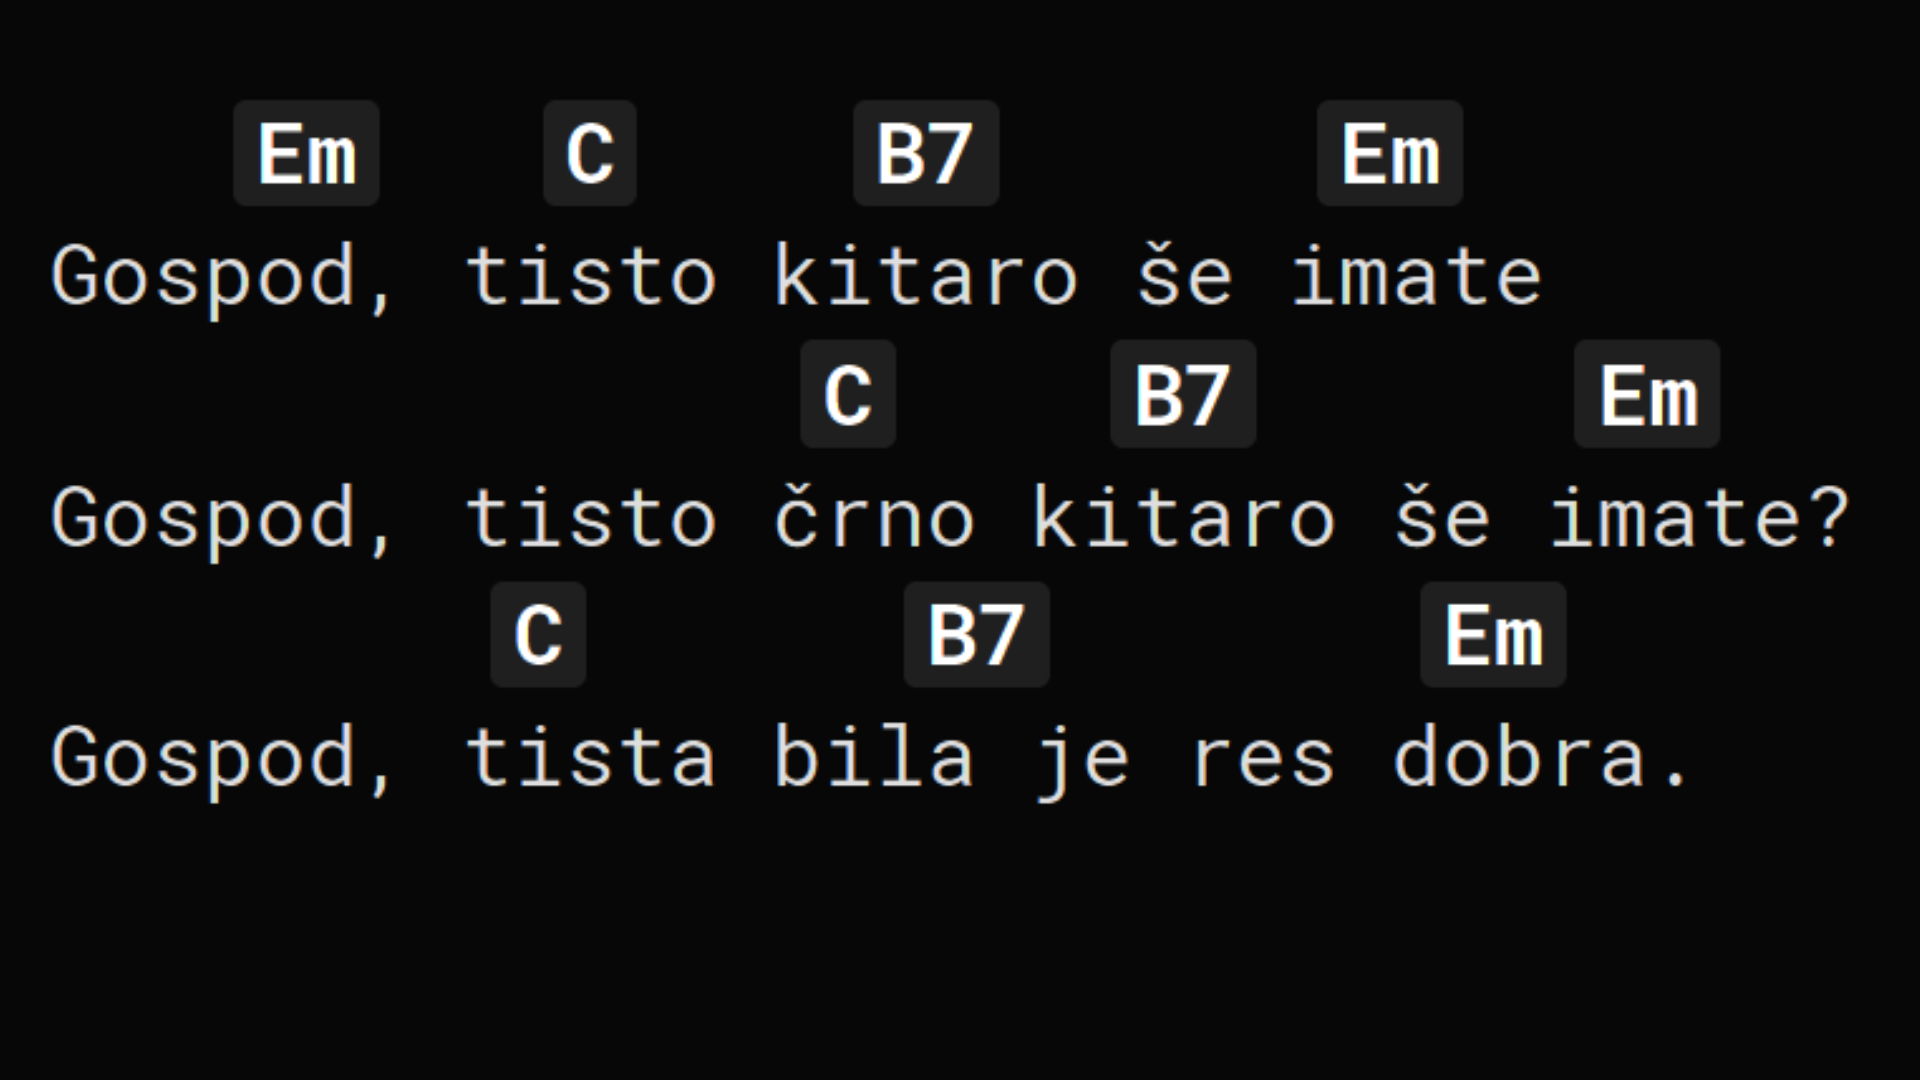 Em C B7 Em
Gospod, tisto kitaro še imate
C B7 Em
Gospod, tisto črno kitaro še imate?
C B7 Em
Gospod, tista bila je res dobra.